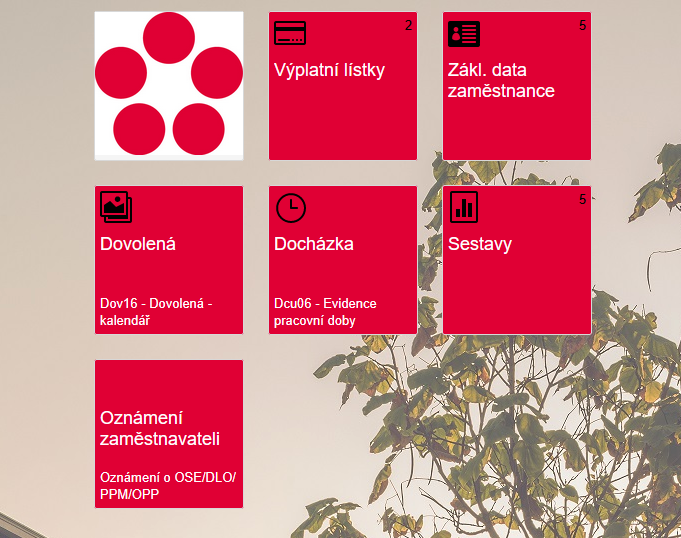 2
Výplatní lístky
5
Zákl. data
zaměstnance
Dovolená
Dov16 - Dovolená -
kalendář
Docházka
Dcu06 - Evidence
pracovní doby
5
Sestavy
Oznámení
zaměstnavateli
Oznámení o OSE/DLO/
PPM/OPP